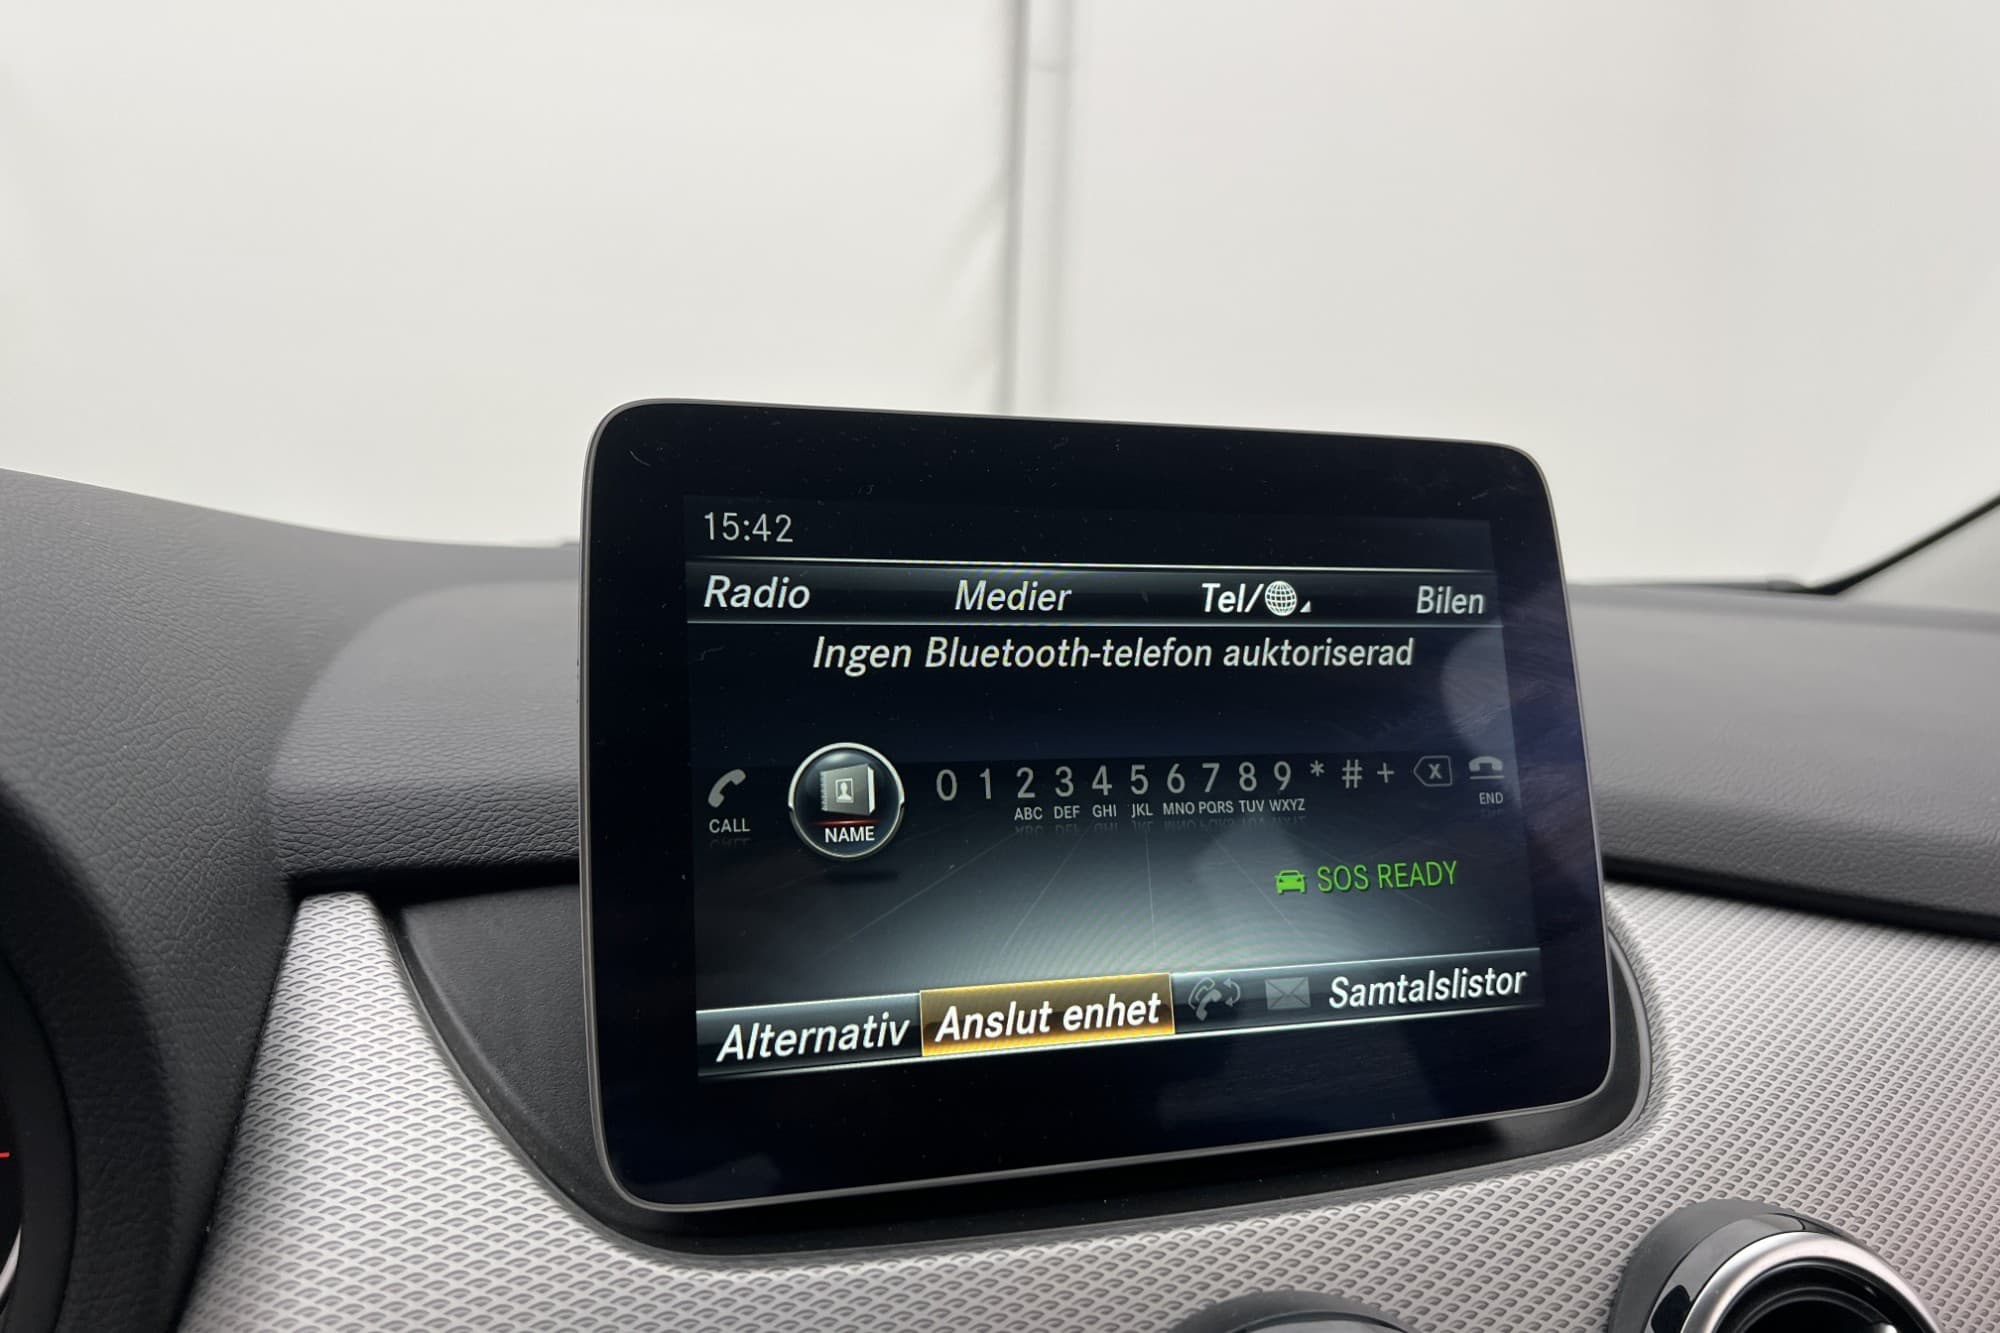 15:42
Radio Medier Tel/ Bilen
Ingen Bluetooth-telefon auktoriserad
CALL NAME 0 1 2 3 4 5 6 7 8 9 * # + X END
ABC DEF GHI JKL MNO PQRS TUV WXYZ
SOS READY
Alternativ Anslut enhet Samtalslistor